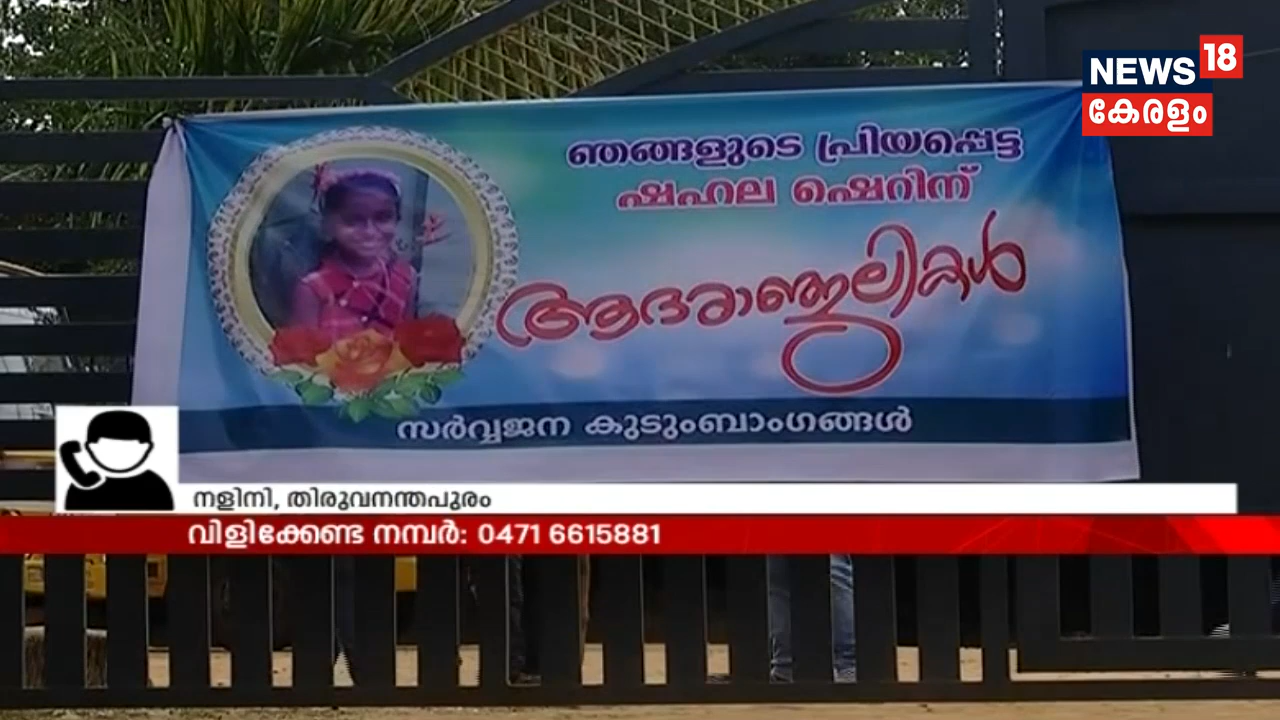 NEWS 18
കേരളം
ഞങ്ങളുടെ പ്രിയപ്പെട്ട
ഷഹല ഷെറിന്
ആദരാഞ്ജലികൾ
സർവ്വജന കുടുംബാംഗങ്ങൾ
നളിനി, തിരുവനന്തപുരം
വിളിക്കേണ്ട നമ്പർ: 0471 6615881